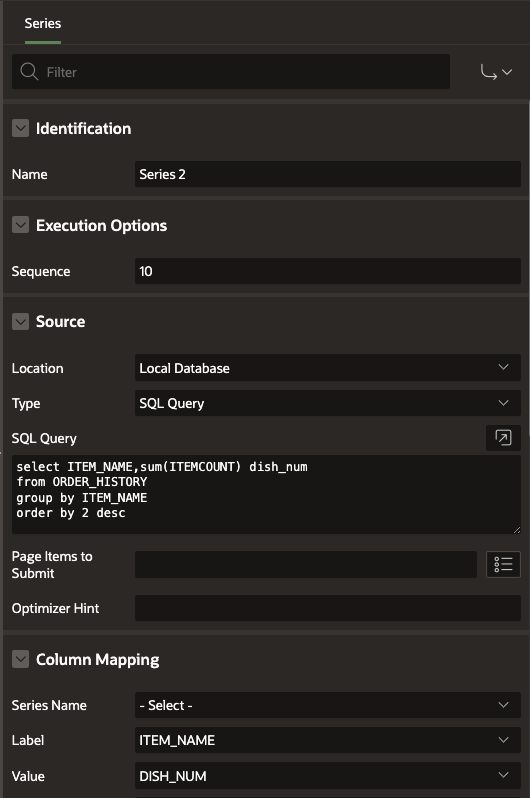 Series
Filter
Identification
Name Series 2
Execution Options
Sequence 10
Source
Location Local Database
Type SQL Query
SQL Query
select ITEM_NAME,sum(ITEMCOUNT) dish_num
from ORDER_HISTORY
group by ITEM_NAME
order by 2 desc
Page Items to
Submit
Optimizer Hint
Column Mapping
Series Name - Select -
Label ITEM_NAME
Value DISH_NUM